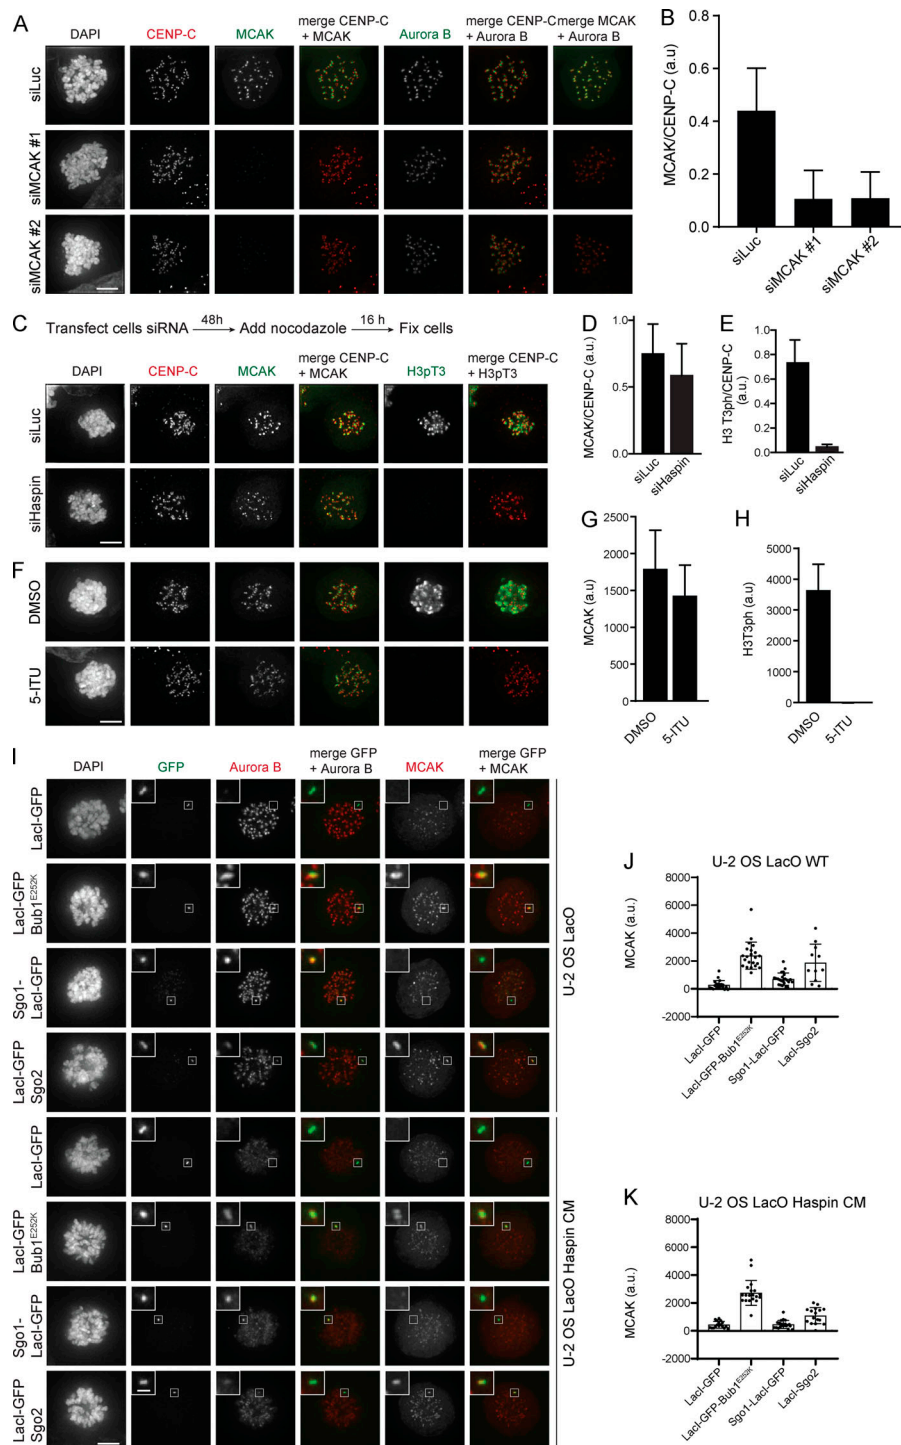 A
DAPI
CENP-C
MCAK
merge CENP-C
+ MCAK
Aurora B
merge CENP-C
+ Aurora B
merge MCAK
+ Aurora B
siLuc
siMCAK #1
siMCAK #2
B
MCAK/CENP-C (a.u)
0.8
0.6
0.4
0.2
0.0
siLuc
siMCAK #1
siMCAK #2
C
Transfect cells siRNA
48h
Add nocodazole
16 h
Fix cells
DAPI
CENP-C
MCAK
merge CENP-C
+ MCAK
H3pT3
merge CENP-C
+ H3pT3
siLuc
siHaspin
D
MCAK/CENP-C (a.u.)
1.0
0.5
0.0
siLuc
siHaspin
E
H3 T3ph/CENP-C
(a.u.)
1.0
0.8
0.6
0.4
0.2
0.0
siLuc
siHaspin
F
DMSO
5-ITU
G
MCAK (a.u)
2500
2000
1500
1000
500
0
DMSO
5-ITU
H
H3T3ph (a.u)
5000
4000
3000
2000
1000
0
DMSO
5-ITU
I
DAPI
GFP
Aurora B
merge GFP
+ Aurora B
MCAK
merge GFP
+ MCAK
LacI-GFP
LacI-GFP
Bub1E252K
Sgo1-
LacI-GFP
LacI-GFP
Sgo2
U-2 OS LacO
LacI-GFP
LacI-GFP
Bub1E252K
Sgo1-
LacI-GFP
LacI-GFP
Sgo2
U-2 OS LacO Haspin CM
J
U-2 OS LacO WT
MCAK (a.u.)
8000
6000
4000
2000
0
-2000
LacI-GFP
LacI-GFP-Bub1E252K
Sgo1-LacI-GFP
LacI-Sgo2
K
U-2 OS LacO Haspin CM
MCAK (a.u.)
8000
6000
4000
2000
0
-2000
LacI-GFP
LacI-GFP-Bub1E252K
Sgo1-LacI-GFP
LacI-Sgo2